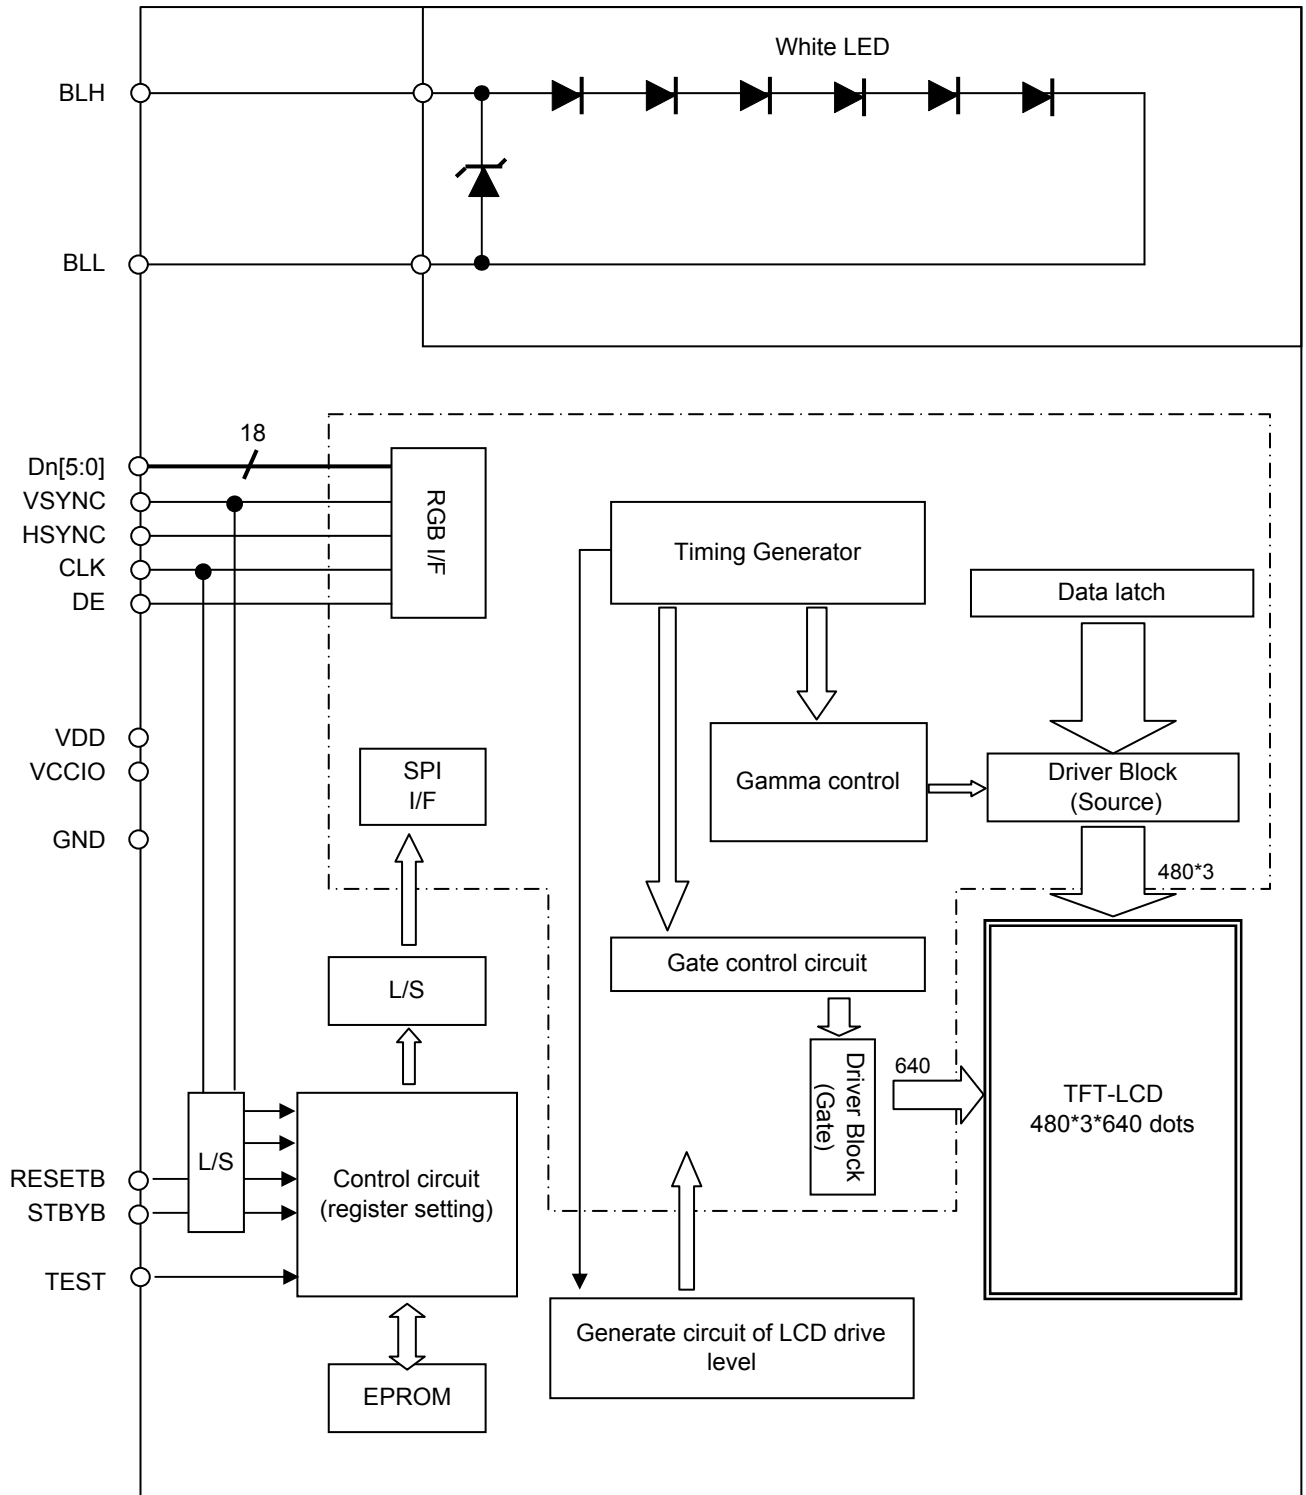 White LED
BLH
BLL
18
Dn[5:0]
VSYNC
HSYNC
CLK
DE
RGB I/F
Timing Generator
Data latch
VDD
VCCIO
GND
SPI
I/F
Gamma control
Driver Block
(Source)
480*3
L/S
Gate control circuit
Driver Block
(Gate)
640
TFT-LCD
480*3*640 dots
L/S
RESETB
STBYB
TEST
Control circuit
(register setting)
Generate circuit of LCD drive
level
EPROM